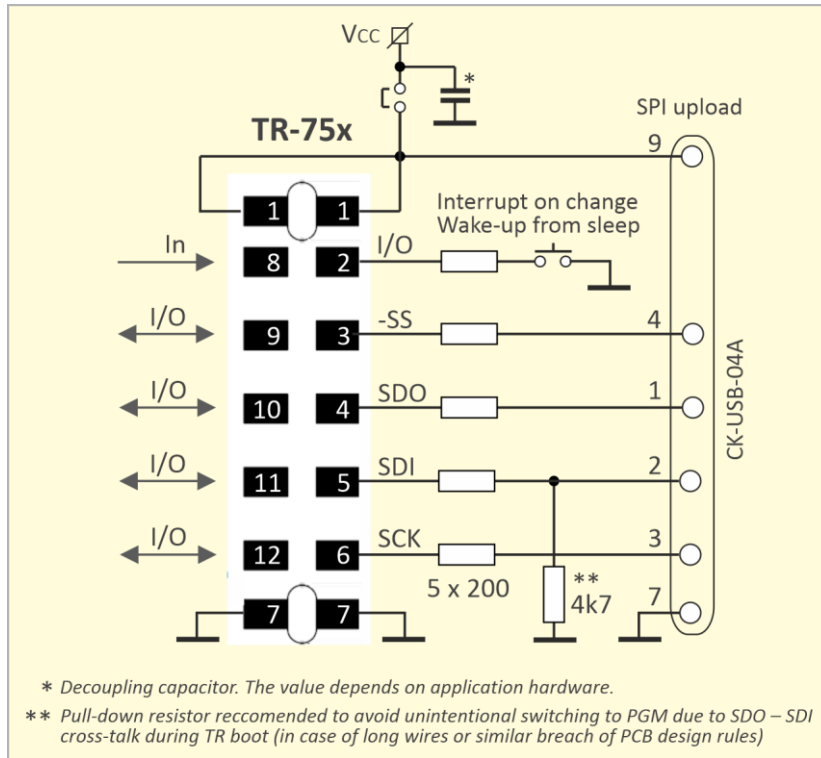 Vcc
*
SPI upload
TR-75x
9
1 1
Interrupt on change
Wake-up from sleep
In
8 2
I/O
I/O
9 3
-SS
4
I/O
10 4
SDO
1
I/O
11 5
SDI
2
I/O
12 6
SCK
3
5 x 200
**
4k7
7 7
7
CK-USB-04A
* Decoupling capacitor. The value depends on application hardware.
** Pull-down resistor reccomended to avoid unintentional switching to PGM due to SDO – SDI
cross-talk during TR boot (in case of long wires or similar breach of PCB design rules)